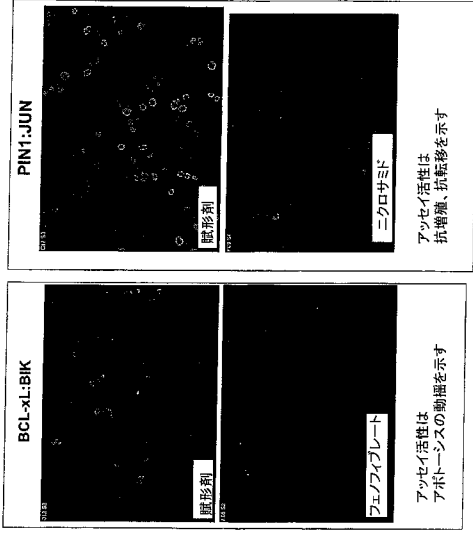 BCL-xL:BIK
賦形剤
フェノフィブレート
アッセイ活性は
アポトーシスの動揺を示す
PIN1:JUN
賦形剤
ニクロサミド
アッセイ活性は
抗増殖、抗転移を示す